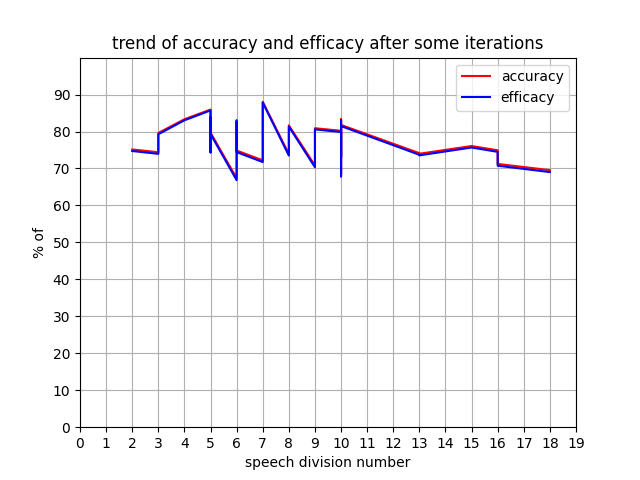 trend of accuracy and efficacy after some iterations
accuracy
efficacy
90
80
70
60
50
40
30
20
10
0
% of
0 1 2 3 4 5 6 7 8 9 10 11 12 13 14 15 16 17 18 19
speech division number